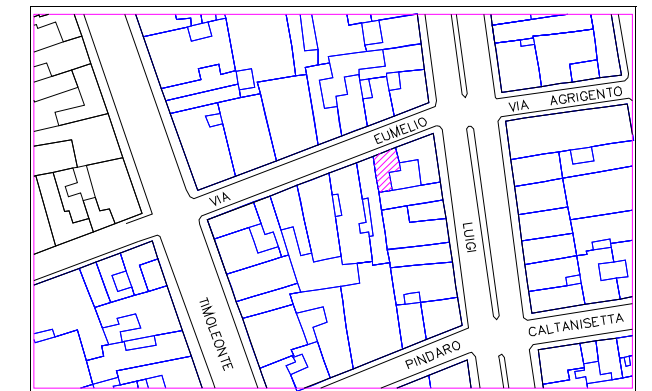 VIA AGRIGENTO
VIA EUMELIO
LUIGI
TIMOLEONTE
CALTANISETTA
PINDARO